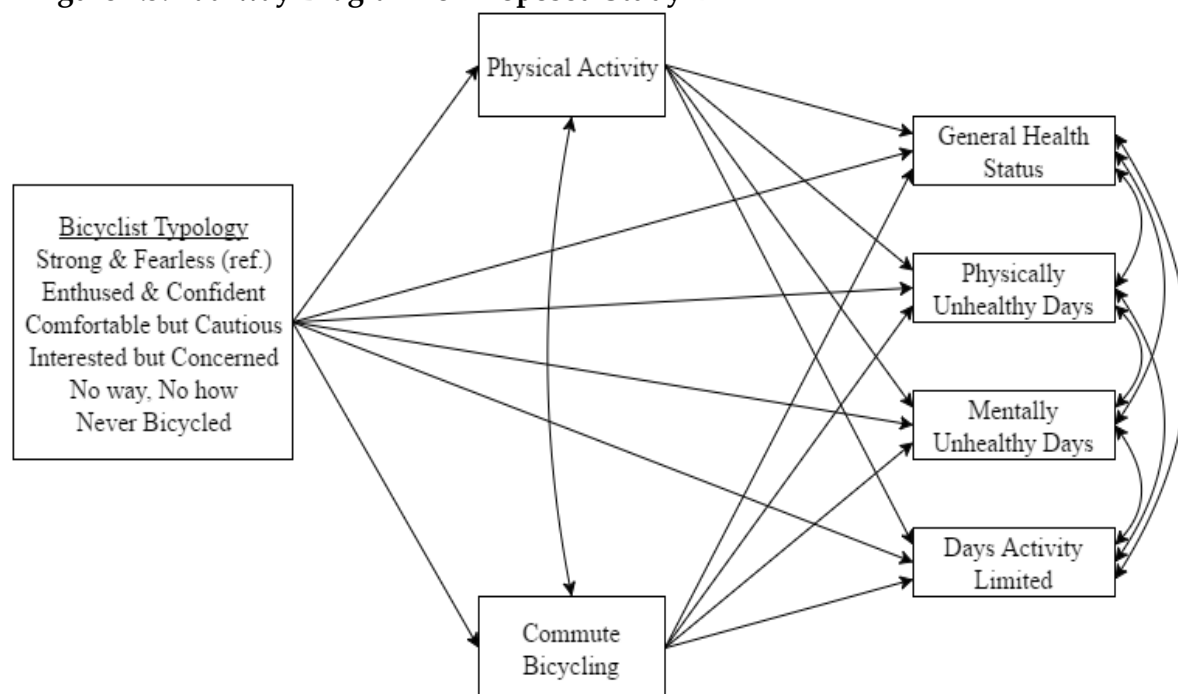 Physical Activity
General Health
Status
Bicyclist Typology
Strong & Fearless (ref.)
Enthused & Confident
Comfortable but Cautious
Interested but Concerned
No way, No how
Never Bicycled
Physically
Unhealthy Days
Mentally
Unhealthy Days
Days Activity
Limited
Commute
Bicycling